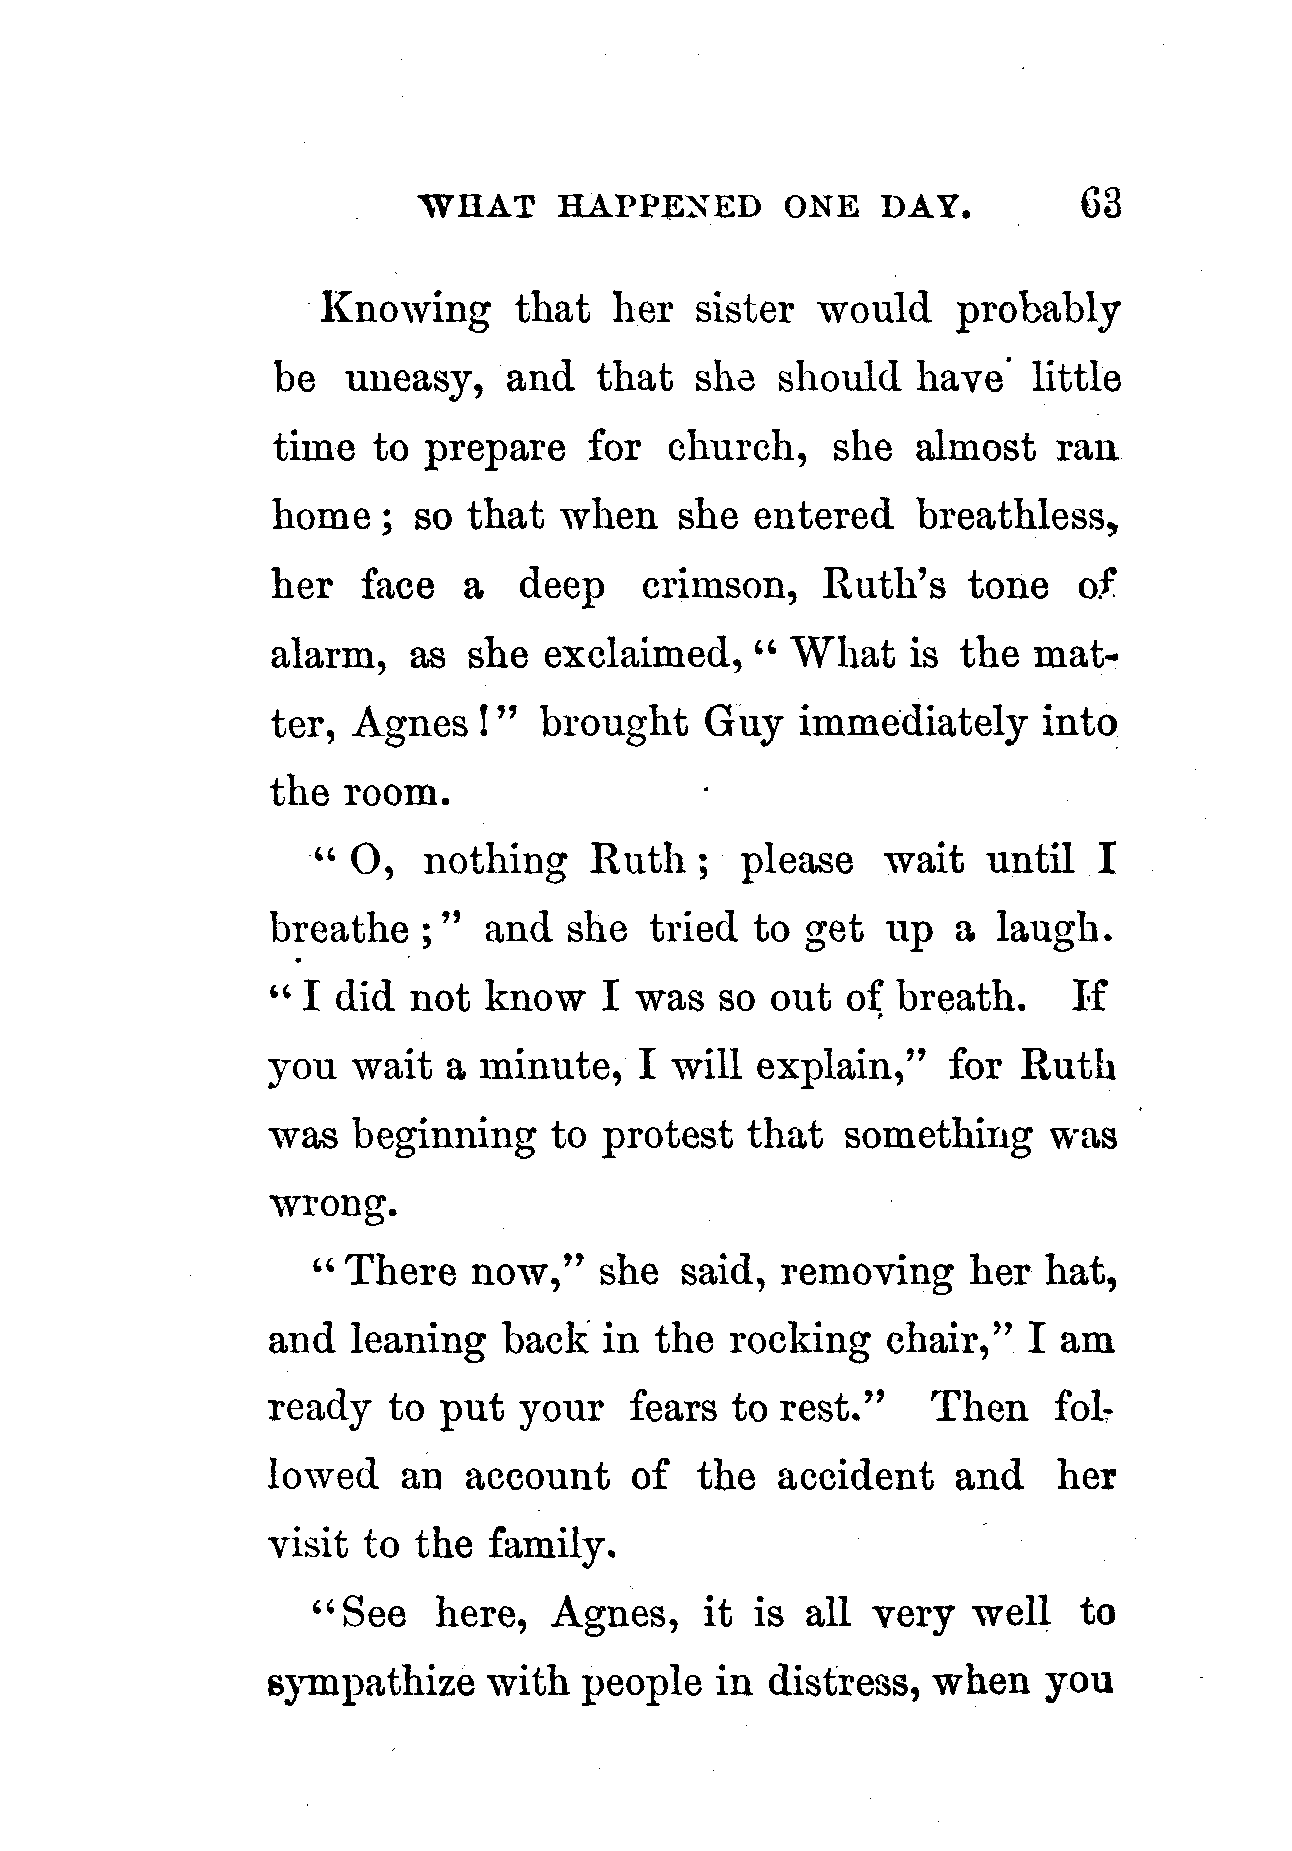 WHAT HAPPENED ONE DAY. 63
Knowing that her sister would probably
be uneasy, and that she should have little
time to prepare for church, she almost ran
home; so that when she entered breathless,
her face a deep crimson, Ruth's tone of
alarm, as she exclaimed, "What is the mat-
ter, Agnes!" brought Guy immediately into
the room.
"O, nothing Ruth; please wait until I
breathe;" and she tried to get up a laugh.
"I did not know I was so out of breath. If
you wait a minute, I will explain," for Ruth
was beginning to protest that something was
wrong.
"There now," she said, removing her hat,
and leaning back in the rocking chair," I am
ready to put your fears to rest." Then fol-
lowed an account of the accident and her
visit to the family.
"See here, Agnes, it is all very well to
sympathize with people in distress, when you